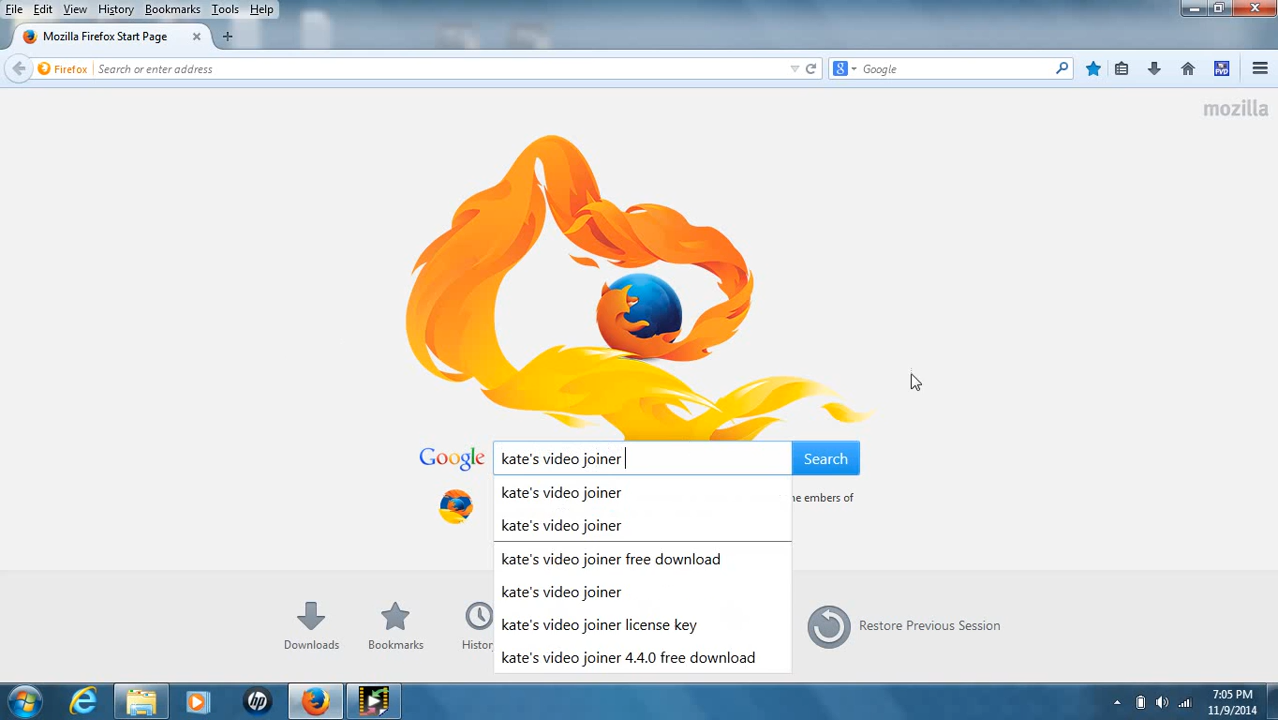 File Edit View History Bookmarks Tools Help
Mozilla Firefox Start Page
Firefox Search or enter address
Google
mozilla
Google kate's video joiner Search
kate's video joiner
he embers of
kate's video joiner
kate's video joiner free download
kate's video joiner
kate's video joiner license key
kate's video joiner 4.4.0 free download
Downloads Bookmarks Histor
Restore Previous Session
hp
7:05 PM
11/9/2014